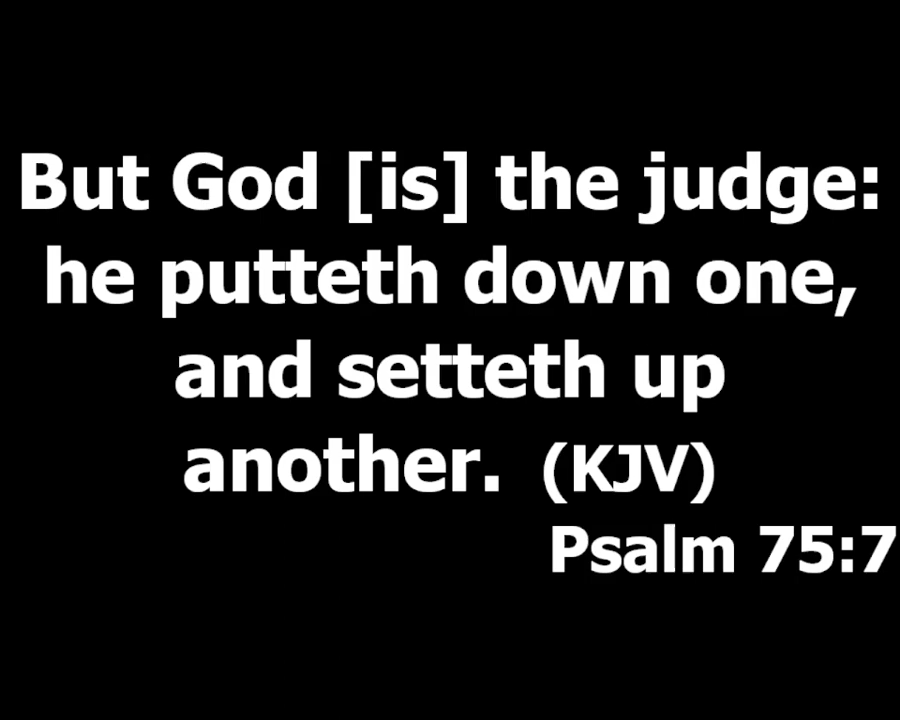 But God [is] the judge:
he putteth down one,
and setteth up
another. (KJV)
Psalm 75:7